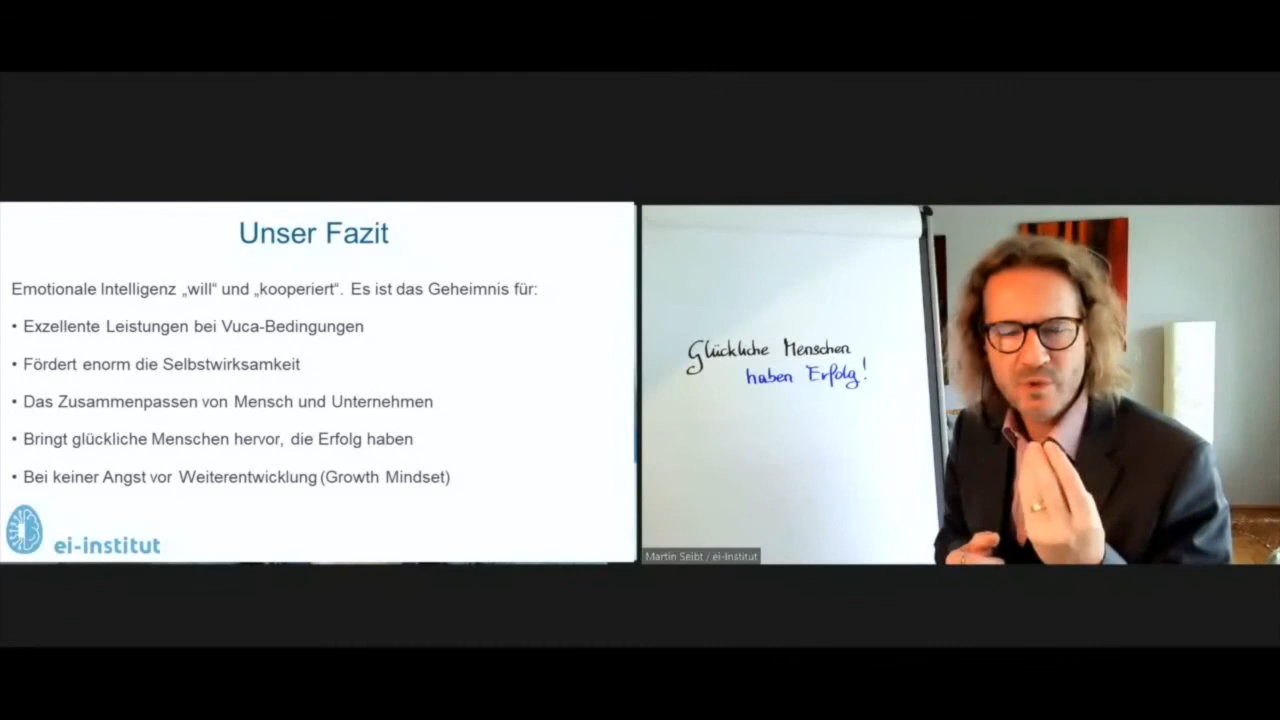 Unser Fazit
Emotionale Intelligenz „will“ und „kooperiert“. Es ist das Geheimnis für:
• Exzellente Leistungen bei Vuca-Bedingungen
• Fördert enorm die Selbstwirksamkeit
• Das Zusammenpassen von Mensch und Unternehmen
• Bringt glückliche Menschen hervor, die Erfolg haben
• Bei keiner Angst vor Weiterentwicklung (Growth Mindset)
ei-institut
Glückliche Menschen
haben Erfolg!
Martin Seibt / ei-Institut